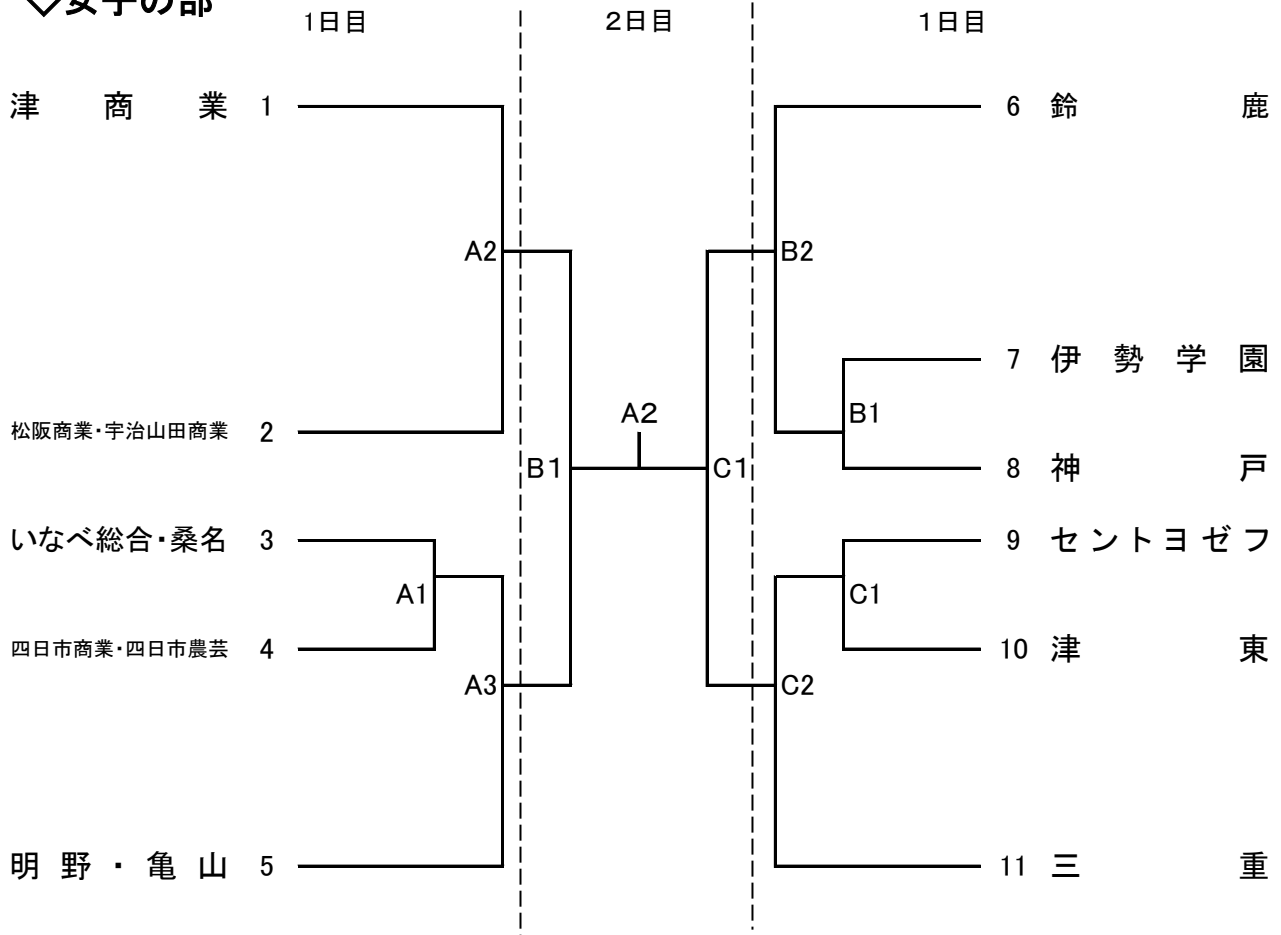 ◇女子の部
1日目 2日目 1日目
津商業 1
6 鈴鹿
A2
B2
7 伊勢学園
B1
松阪商業・宇治山田商業 2
A2
B1
C1
8 神戸
いなべ総合・桑名 3
9 セントヨゼフ
A1
C1
四日市商業・四日市農芸 4
10 津東
A3
C2
明野・亀山 5
11 三重